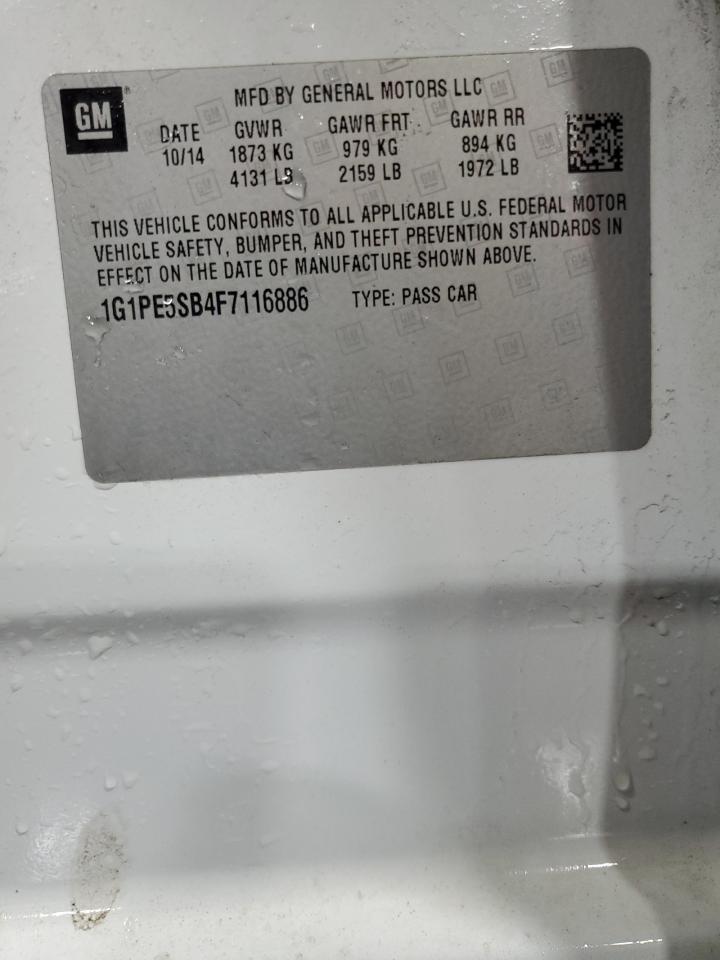 GM
MFD BY GENERAL MOTORS LLC
DATE GVWR GAWR FRT GAWR RR
10/14 1873 KG 979 KG 894 KG
4131 LB 2159 LB 1972 LB
THIS VEHICLE CONFORMS TO ALL APPLICABLE U.S. FEDERAL MOTOR
VEHICLE SAFETY, BUMPER, AND THEFT PREVENTION STANDARDS IN
EFFECT ON THE DATE OF MANUFACTURE SHOWN ABOVE.
1G1PE5SB4F7116886 TYPE: PASS CAR